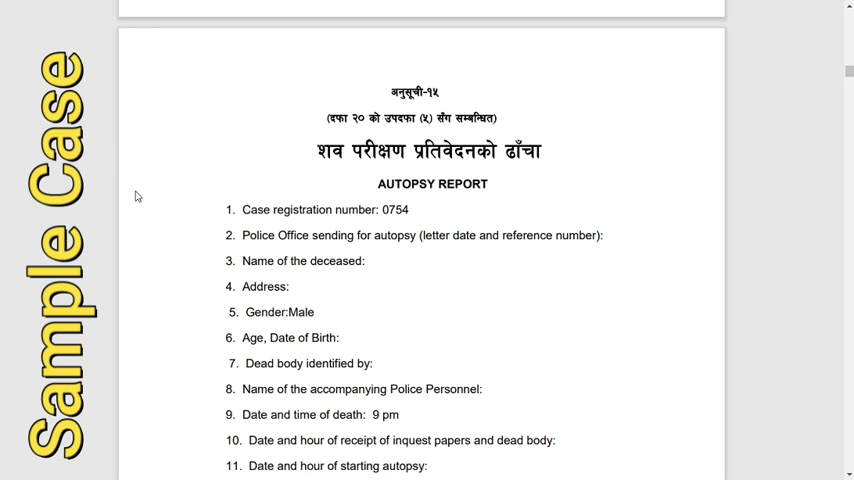 Sample Case
अनुसूची-१५
(दफा २० को उपदफा (५) सँग सम्बन्धित)
शव परीक्षण प्रतिवेदनको ढाँचा
AUTOPSY REPORT
1. Case registration number: 0754
2. Police Office sending for autopsy (letter date and reference number):
3. Name of the deceased:
4. Address:
5. Gender:Male
6. Age, Date of Birth:
7. Dead body identified by:
8. Name of the accompanying Police Personnel:
9. Date and time of death: 9 pm
10. Date and hour of receipt of inquest papers and dead body:
11. Date and hour of starting autopsy: